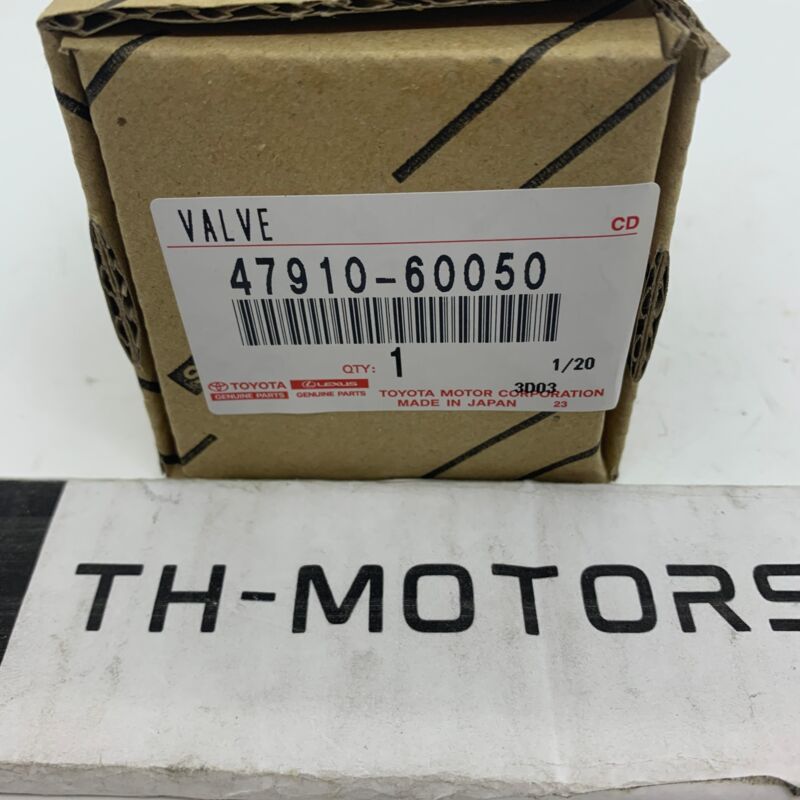 VALVE
CD
47910-60050
QTY: 1
1/20
TOYOTA
GENUINE PARTS
LEXUS
GENUINE PARTS
3D03
TOYOTA MOTOR CORPORATION
MADE IN JAPAN 23
TH-MOTORS